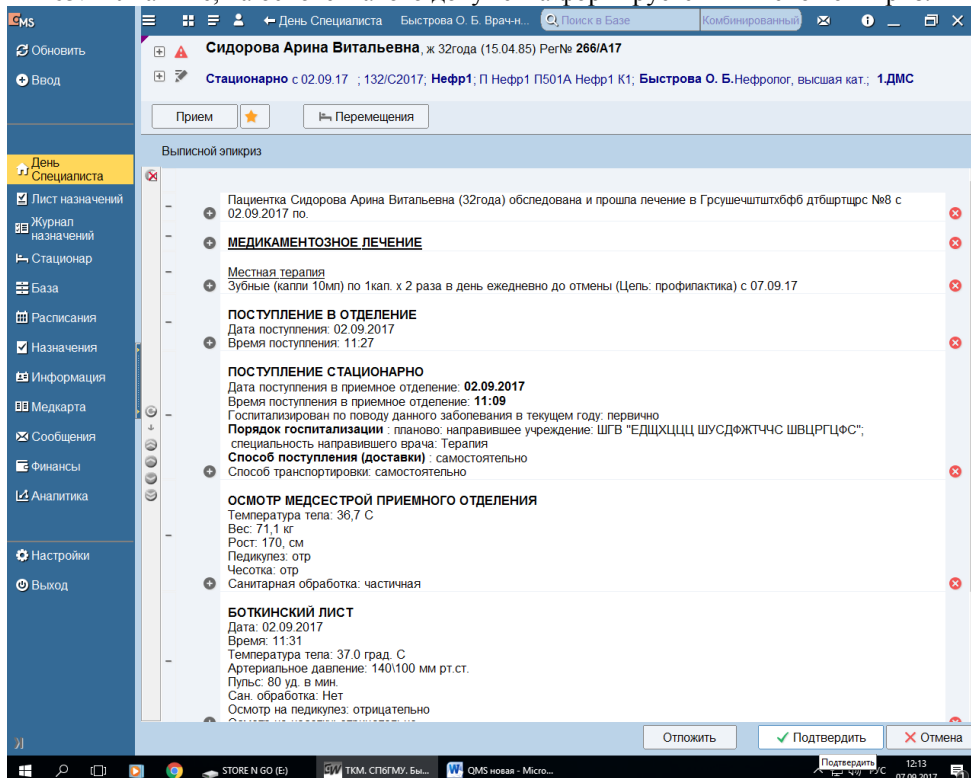 QMS
← День Специалиста
Быстрова О. Б. Врач-н...
Поиск в Базе
Комбинированный
Обновить
Ввод
День Специалиста
Лист назначений
Журнал назначений
Стационар
База
Расписания
Назначения
Информация
Медкарта
Сообщения
Финансы
Аналитика
Настройки
Выход
Сидорова Арина Витальевна, ж 32года (15.04.85) Рег№ 266/A17
Стационарно с 02.09.17 ; 132/С2017; Нефр1; П Нефр1 П501А Нефр1 К1; Быстрова О. Б.Нефролог, высшая кат.; 1.ДМС
Прием
Перемещения
Выписной эпикриз
Пациентка Сидорова Арина Витальевна (32года) обследована и прошла лечение в Грсушечштштхбфб дтбшртщрс №8 с
02.09.2017 по.
МЕДИКАМЕНТОЗНОЕ ЛЕЧЕНИЕ
Местная терапия
Зубные (капли 10мл) по 1кап. х 2 раза в день ежедневно до отмены (Цель: профилактика) с 07.09.17
ПОСТУПЛЕНИЕ В ОТДЕЛЕНИЕ
Дата поступления: 02.09.2017
Время поступления: 11:27
ПОСТУПЛЕНИЕ СТАЦИОНАРНО
Дата поступления в приемное отделение: 02.09.2017
Время поступления в приемное отделение: 11:09
Госпитализирован по поводу данного заболевания в текущем году: первично
Порядок госпитализации : планово: направившее учреждение: ШГВ "ЕДЩХЦЦЦ ШУСДФЖТЧЧС ШВЦРГЦФС";
специальность направившего врача: Терапия
Способ поступления (доставки) : самостоятельно
Способ транспортировки: самостоятельно
ОСМОТР МЕДСЕСТРОЙ ПРИЕМНОГО ОТДЕЛЕНИЯ
Температура тела: 36,7 С
Вес: 71,1 кг
Рост: 170, см
Педикулез: отр
Чесотка: отр
Санитарная обработка: частичная
БОТКИНСКИЙ ЛИСТ
Дата: 02.09.2017
Время: 11:31
Температура тела: 37.0 град. С
Артериальное давление: 140\100 мм рт.ст.
Пульс: 80 уд. в мин.
Сан. обработка: Нет
Осмотр на педикулез: отрицательно
Отложить
Подтвердить
Отмена
Подтвердить
STORE N GO (E:)
ТКМ. СПбГМУ. Бы...
QMS новая - Micro...
РУС
12:13
07.09.2017